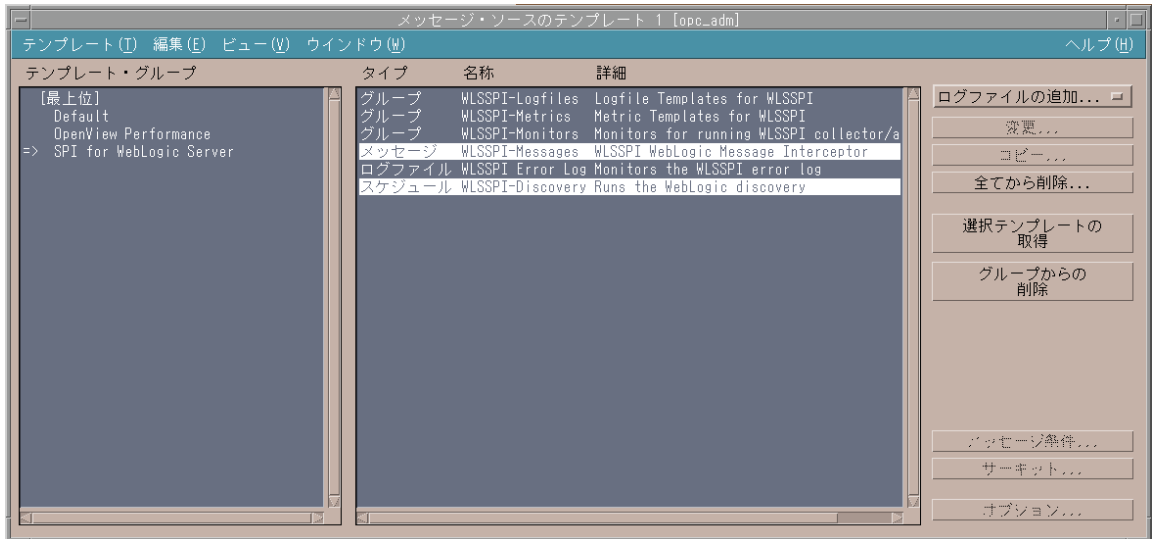 メッセージ・ソースのテンプレート 1 [opc_adm]
テンプレート(T) 編集(E) ビュー(V) ウインドウ(W) ヘルプ(H)
テンプレート・グループ
[最上位]
Default
OpenView Performance
=> SPI for WebLogic Server
タイプ 名称 詳細
グループ WLSSPI-Logfiles Logfile Templates for WLSSPI
グループ WLSSPI-Metrics Metric Templates for WLSSPI
グループ WLSSPI-Monitors Monitors for running WLSSPI collector/a
メッセージ WLSSPI-Messages WLSSPI WebLogic Message Interceptor
ログファイル WLSSPI Error Log Monitors the WLSSPI error log
スケジュール WLSSPI-Discovery Runs the WebLogic discovery
ログファイルの追加...
変更...
コピー...
全てから削除...
選択テンプレートの
取得
グループからの
削除
メッセージ条件...
サーキット...
オプション...